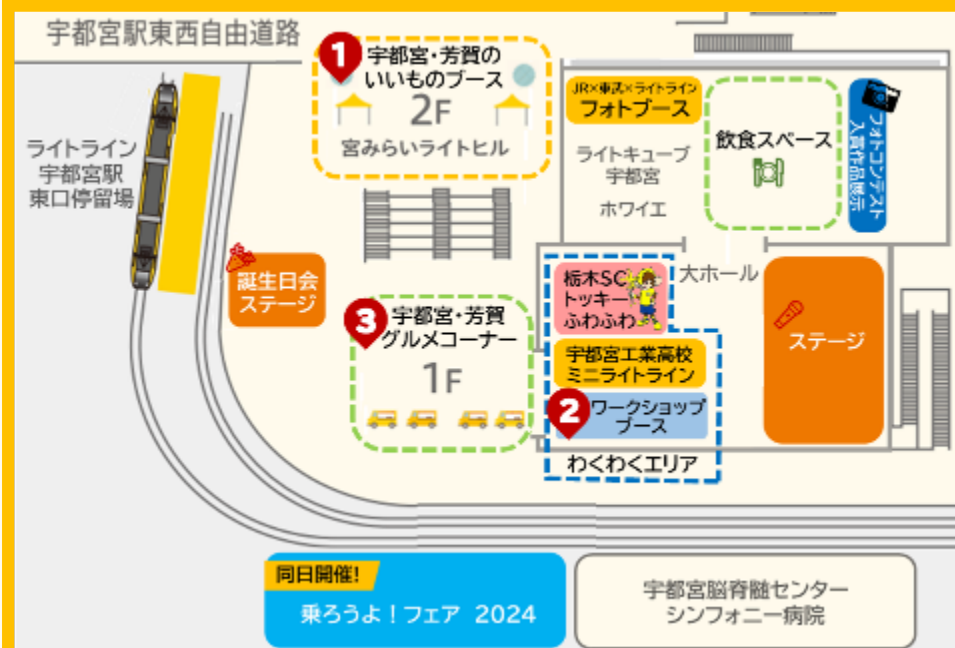 宇都宮駅東西自由道路
1
宇都宮・芳賀の
いいものブース
2F
宮みらいライトヒル
ライトライン
宇都宮駅
東口停留場
JR×東武×ライトライン
フォトブース
ライトキューブ
宇都宮
ホワイエ
飲食スペース
フォトコンテスト
入賞作品展示
誕生日会
ステージ
3
宇都宮・芳賀
グルメコーナー
1F
大ホール
栃木SC
トッキー
ふわふわ
宇都宮工業高校
ミニライトライン
2
ワークショップ
ブース
わくわくエリア
ステージ
同日開催!
乗ろうよ！フェア 2024
宇都宮脳脊髄センター
シンフォニー病院